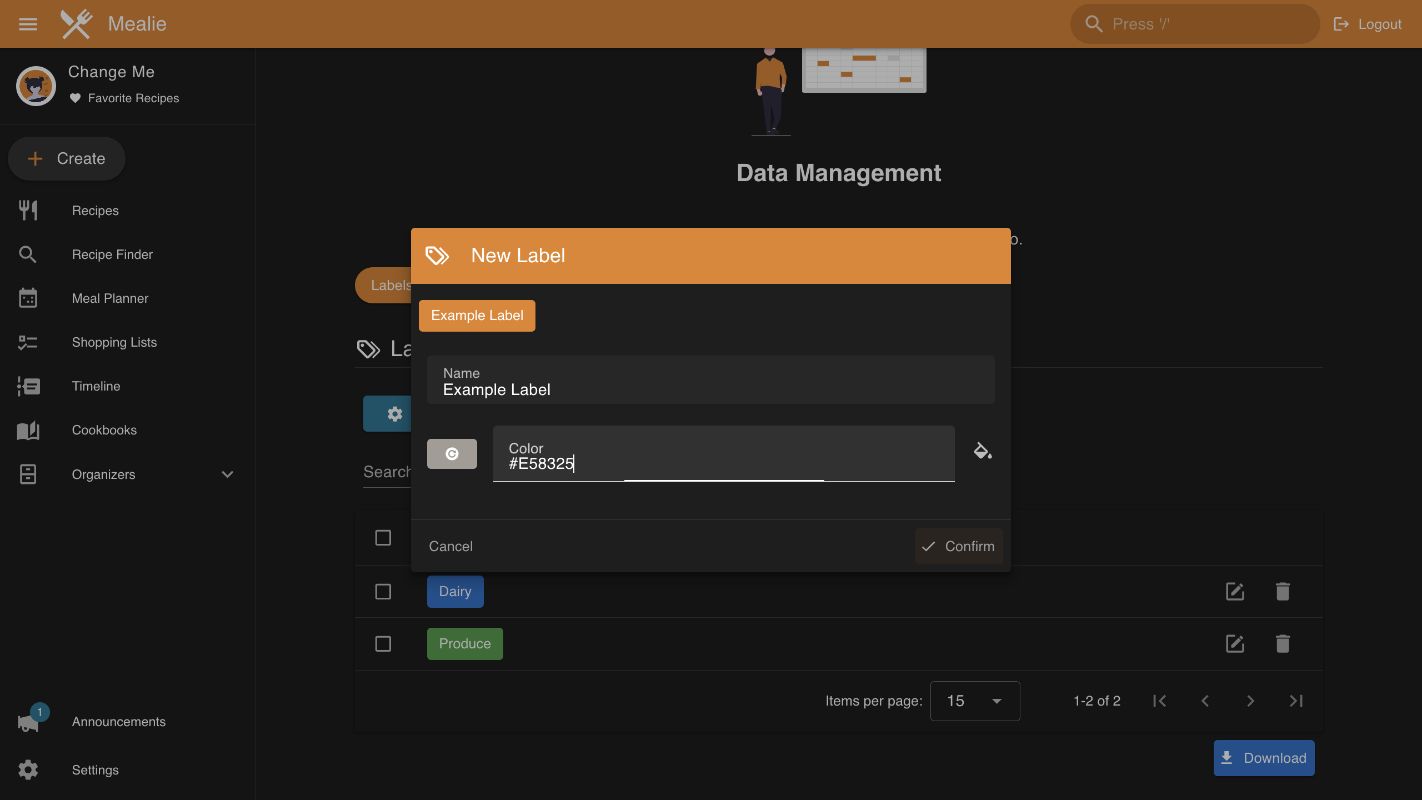 Mealie
Press '/'
Logout
Change Me
Favorite Recipes
Create
Recipes
Recipe Finder
Meal Planner
Shopping Lists
Timeline
Cookbooks
Organizers
1
Announcements
Settings
Data Management
o.
Labels
La
New Label
Example Label
Name
Example Label
Color
#E58325
Cancel
Confirm
Search
Dairy
Produce
Items per page:
15
1-2 of 2
Download